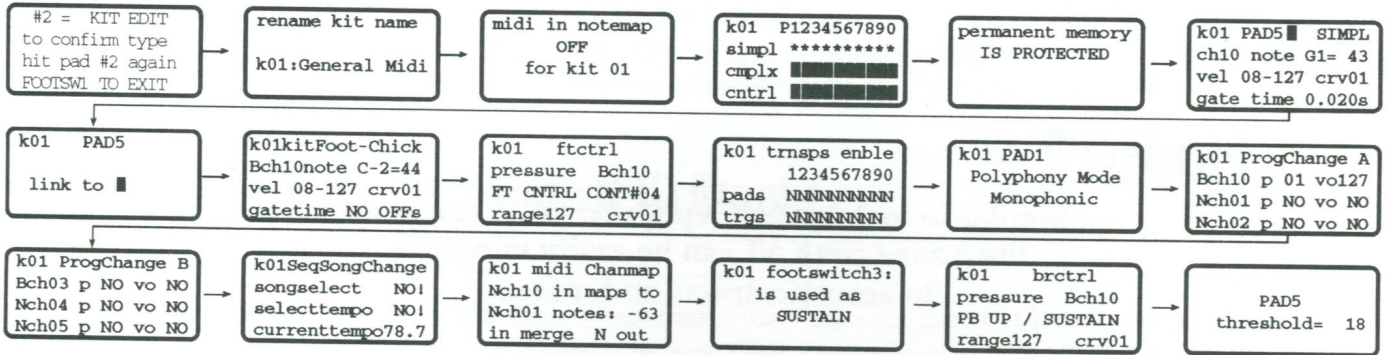 #2 = KIT EDIT
to confirm type
hit pad #2 again
FOOTSW1 TO EXIT
rename kit name
k01:General Midi
midi in notemap
OFF
for kit 01
k01 P1234567890
simpl **********
cmplx
cntrl
permanent memory
IS PROTECTED
k01 PAD5 SIMPL
ch10 note G1= 43
vel 08-127 crv01
gate time 0.020s
k01 PAD5
link to
k01kitFoot-Chick
Bch10note C-2=44
vel 08-127 crv01
gatetime NO OFFs
k01 ftctrl
pressure Bch10
FT CNTRL CONT#04
range127 crv01
k01 trnsps enble
1234567890
pads NNNNNNNNNN
trgs NNNNNNNNN
k01 PAD1
Polyphony Mode
Monophonic
k01 ProgChange A
Bch10 p 01 vo127
Nch01 p NO vo NO
Nch02 p NO vo NO
k01 ProgChange B
Bch03 p NO vo NO
Nch04 p NO vo NO
Nch05 p NO vo NO
k01SeqSongChange
songselect NO!
selecttempo NO!
currenttempo78.7
k01 midi Chanmap
Nch10 in maps to
Nch01 notes: -63
in merge N out
k01 footswitch3:
is used as
SUSTAIN
k01 brctrl
pressure Bch10
PB UP / SUSTAIN
range127 crv01
PAD5
threshold= 18